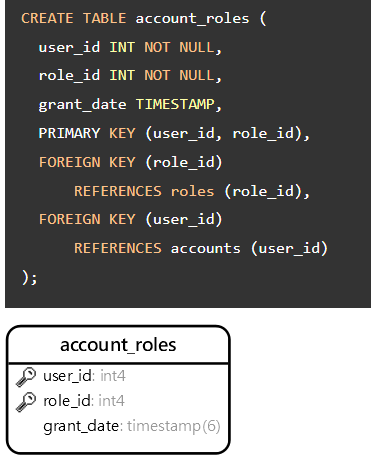 CREATE TABLE account_roles (
  user_id INT NOT NULL,
  role_id INT NOT NULL,
  grant_date TIMESTAMP,
  PRIMARY KEY (user_id, role_id),
  FOREIGN KEY (role_id)
      REFERENCES roles (role_id),
  FOREIGN KEY (user_id)
      REFERENCES accounts (user_id)
);
account_roles
user_id: int4
role_id: int4
grant_date: timestamp(6)